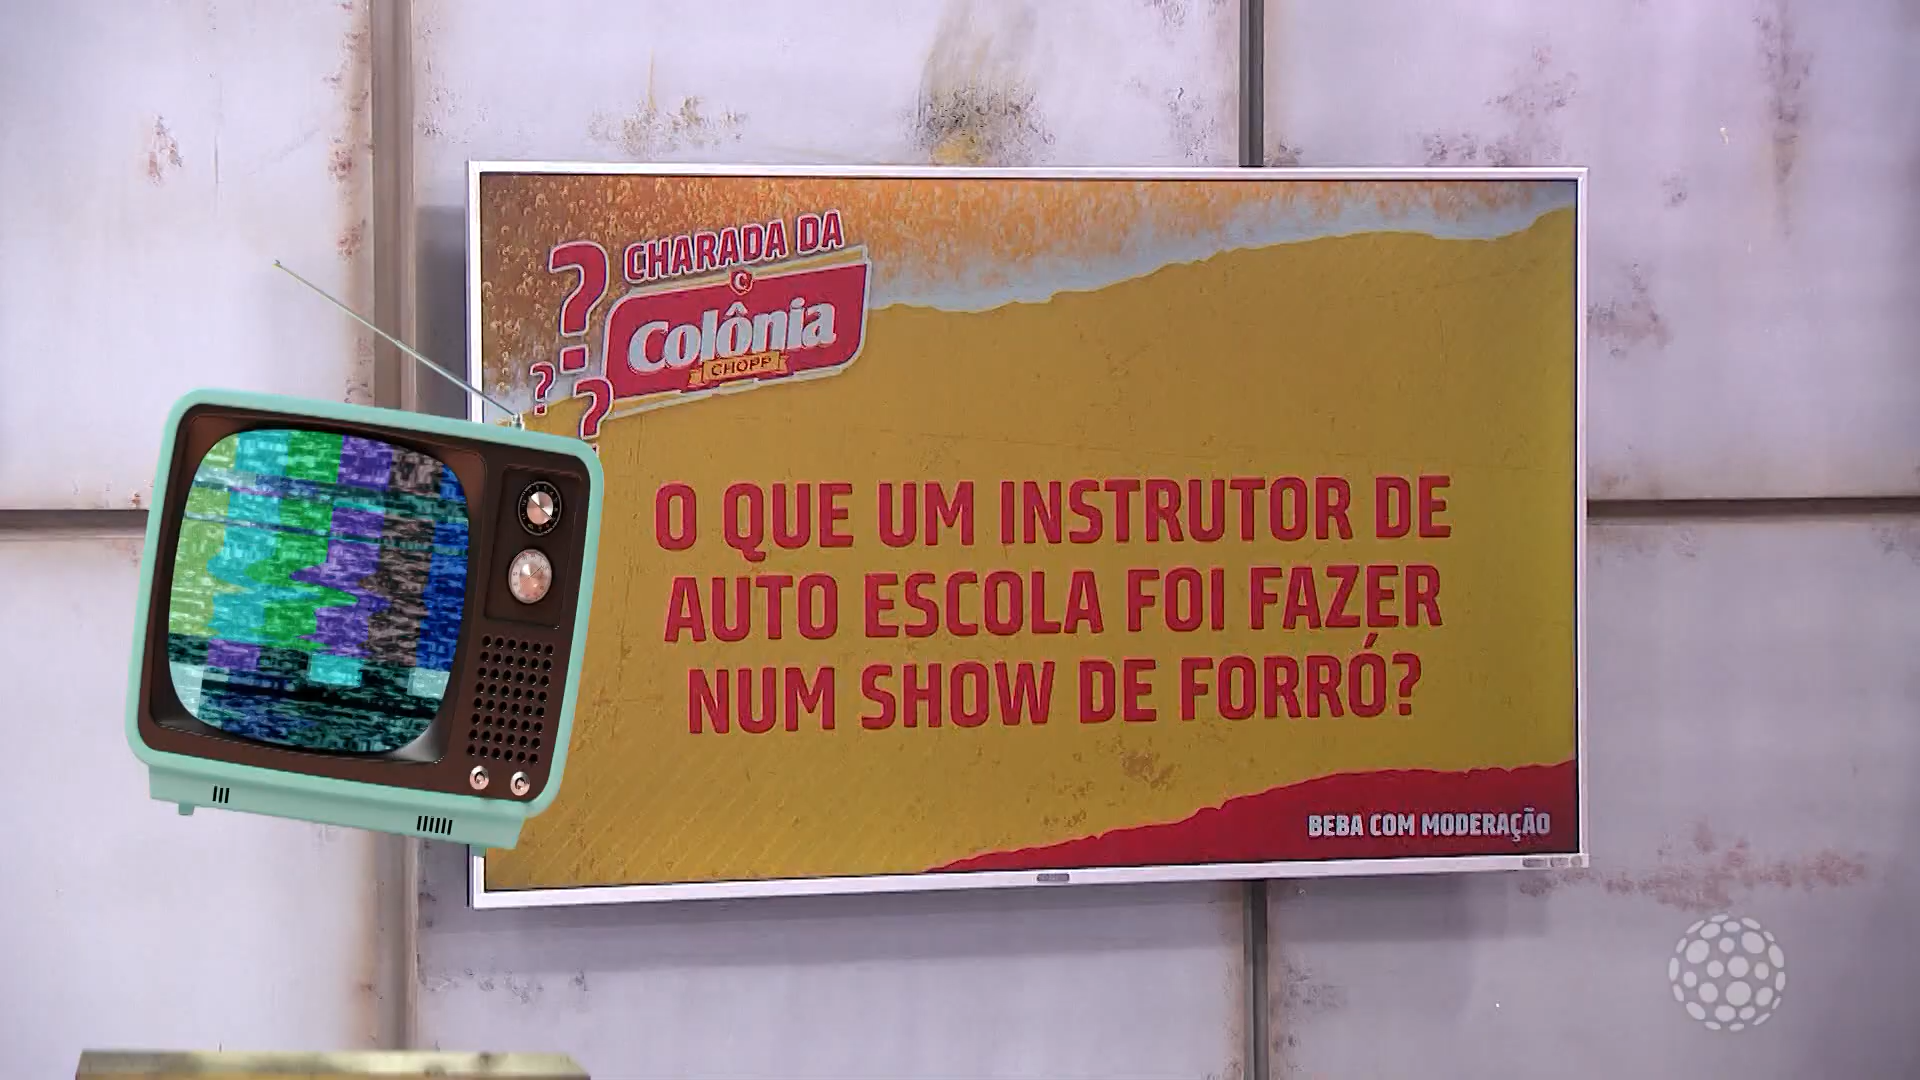 CHARADA DA
Colônia
CHOPP
O QUE UM INSTRUTOR DE
AUTO ESCOLA FOI FAZER
NUM SHOW DE FORRÓ?
BEBA COM MODERAÇÃO